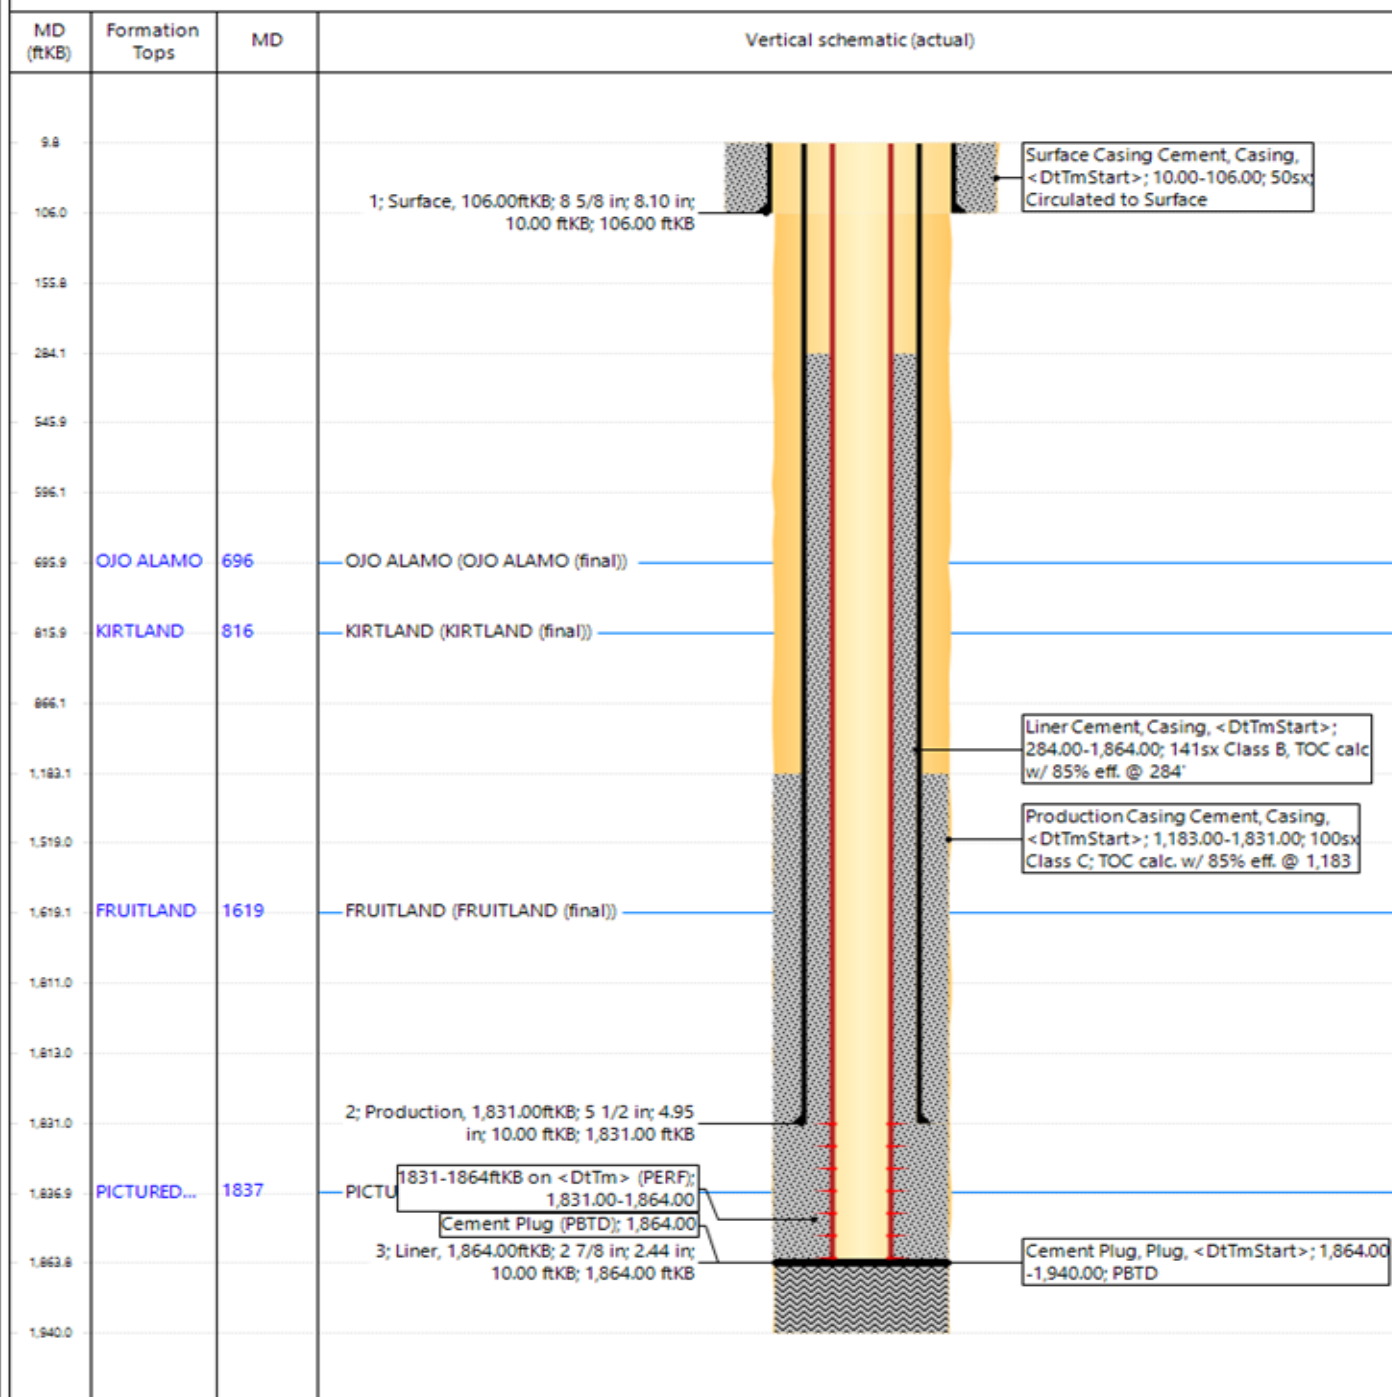 MD
(ftKB)
Formation
Tops
MD
Vertical schematic (actual)
9.8
Surface Casing Cement, Casing,
<DtTmStart>; 10.00-106.00; 50sx;
Circulated to Surface
1; Surface, 106.00ftKB; 8 5/8 in; 8.10 in;
10.00 ftKB; 106.00 ftKB
106.0
155.8
284.1
545.9
596.1
695.9
OJO ALAMO
696
OJO ALAMO (OJO ALAMO (final))
815.9
KIRTLAND
816
KIRTLAND (KIRTLAND (final))
866.1
Liner Cement, Casing, <DtTmStart>;
284.00-1,864.00; 141sx Class B, TOC calc
w/ 85% eff. @ 284'
1,183.1
Production Casing Cement, Casing,
<DtTmStart>; 1,183.00-1,831.00; 100sx
Class C; TOC calc. w/ 85% eff. @ 1,183
1,519.0
1,619.1
FRUITLAND
1619
FRUITLAND (FRUITLAND (final))
1,811.0
1,813.0
2; Production, 1,831.00ftKB; 5 1/2 in; 4.95
in; 10.00 ftKB; 1,831.00 ftKB
1,831.0
1831-1864ftKB on <DtTm> (PERF);
1,831.00-1,864.00
1,836.9
PICTURED...
1837
PICTU
Cement Plug (PBTD); 1,864.00
3; Liner, 1,864.00ftKB; 2 7/8 in; 2.44 in;
10.00 ftKB; 1,864.00 ftKB
1,863.8
Cement Plug, Plug, <DtTmStart>; 1,864.00
-1,940.00; PBTD
1,940.0